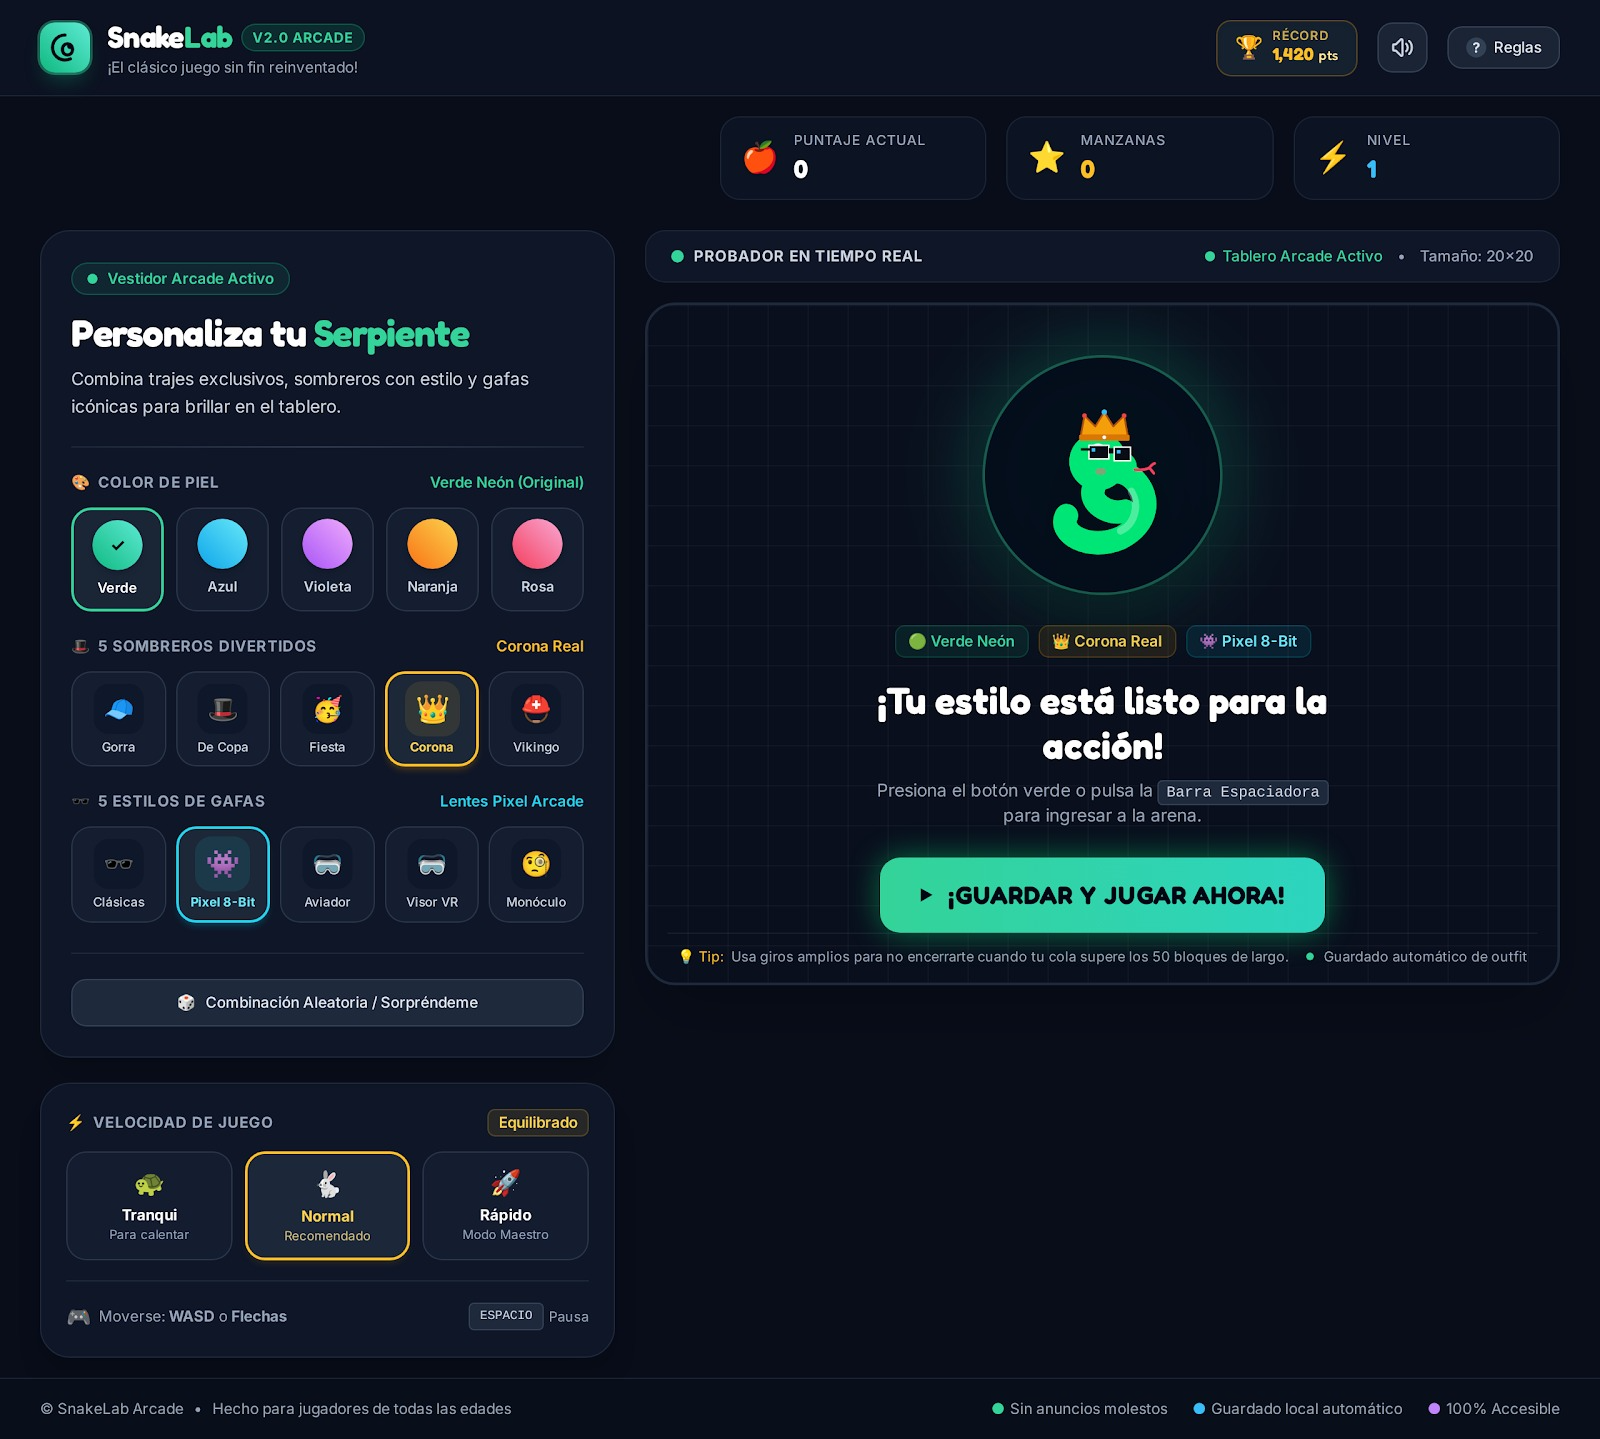 SnakeLab V2.0 ARCADE
¡El clásico juego sin fin reinventado!
RÉCORD
1,420 pts
? Reglas
PUNTAJE ACTUAL
0
MANZANAS
0
NIVEL
1
Vestidor Arcade Activo
Personaliza tu Serpiente
Combina trajes exclusivos, sombreros con estilo y gafas
icónicas para brillar en el tablero.
COLOR DE PIEL Verde Neón (Original)
Verde Azul Violeta Naranja Rosa
5 SOMBREROS DIVERTIDOS Corona Real
Gorra De Copa Fiesta Corona Vikingo
5 ESTILOS DE GAFAS Lentes Pixel Arcade
Clásicas Pixel 8-Bit Aviador Visor VR Monóculo
Combinación Aleatoria / Sorpréndeme
VELOCIDAD DE JUEGO Equilibrado
Tranqui Normal Rápido
Para calentar Recomendado Modo Maestro
Moverse: WASD o Flechas ESPACIO Pausa
PROBADOR EN TIEMPO REAL Tablero Arcade Activo • Tamaño: 20×20
Verde Neón Corona Real Pixel 8-Bit
¡Tu estilo está listo para la
acción!
Presiona el botón verde o pulsa la Barra Espaciadora
para ingresar a la arena.
¡GUARDAR Y JUGAR AHORA!
Tip: Usa giros amplios para no encerrarte cuando tu cola supere los 50 bloques de largo. Guardado automático de outfit
© SnakeLab Arcade • Hecho para jugadores de todas las edades
Sin anuncios molestos Guardado local automático 100% Accesible